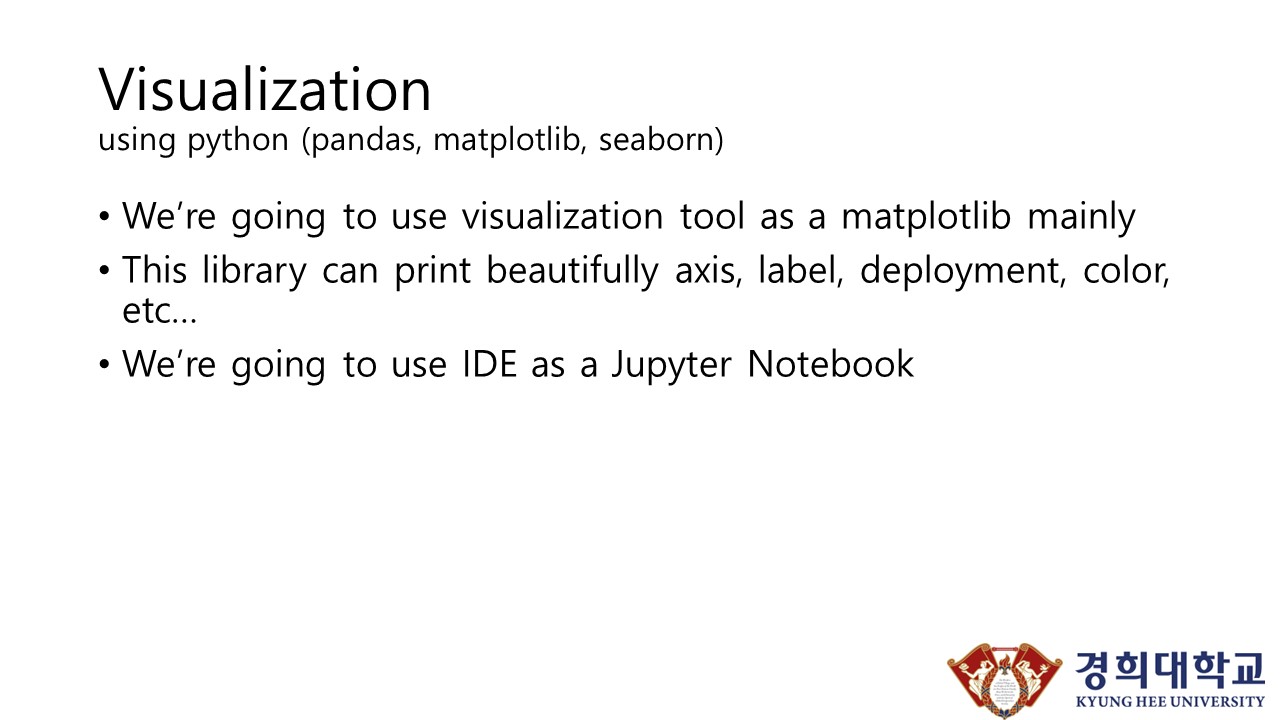 Visualization
using python (pandas, matplotlib, seaborn)
• We’re going to use visualization tool as a matplotlib mainly
• This library can print beautifully axis, label, deployment, color,
etc…
• We’re going to use IDE as a Jupyter Notebook
경희대학교
KYUNG HEE UNIVERSITY